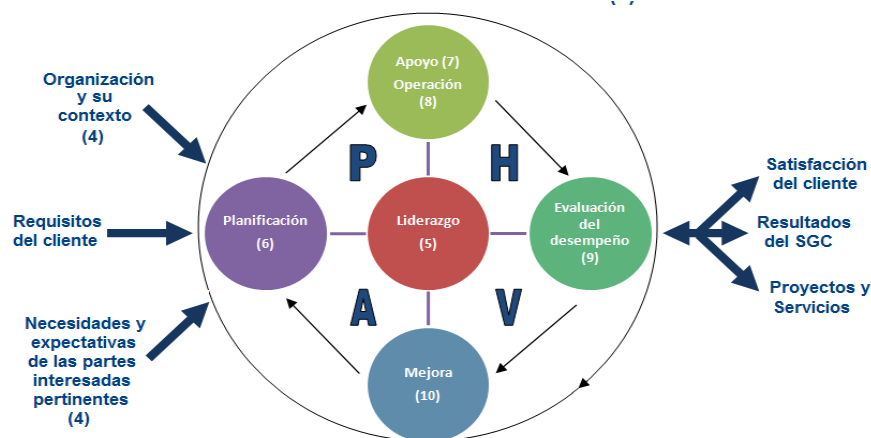 Organización
y su
contexto
(4)
Requisitos
del cliente
Necesidades y
expectativas
de las partes
interesadas
pertinentes
(4)
Apoyo (7)
Operación
(8)
P
H
Planificación
(6)
Liderazgo
(5)
Evaluación
del
desempeño
(9)
A
V
Mejora
(10)
Satisfacción
del cliente
Resultados
del SGC
Proyectos y
Servicios